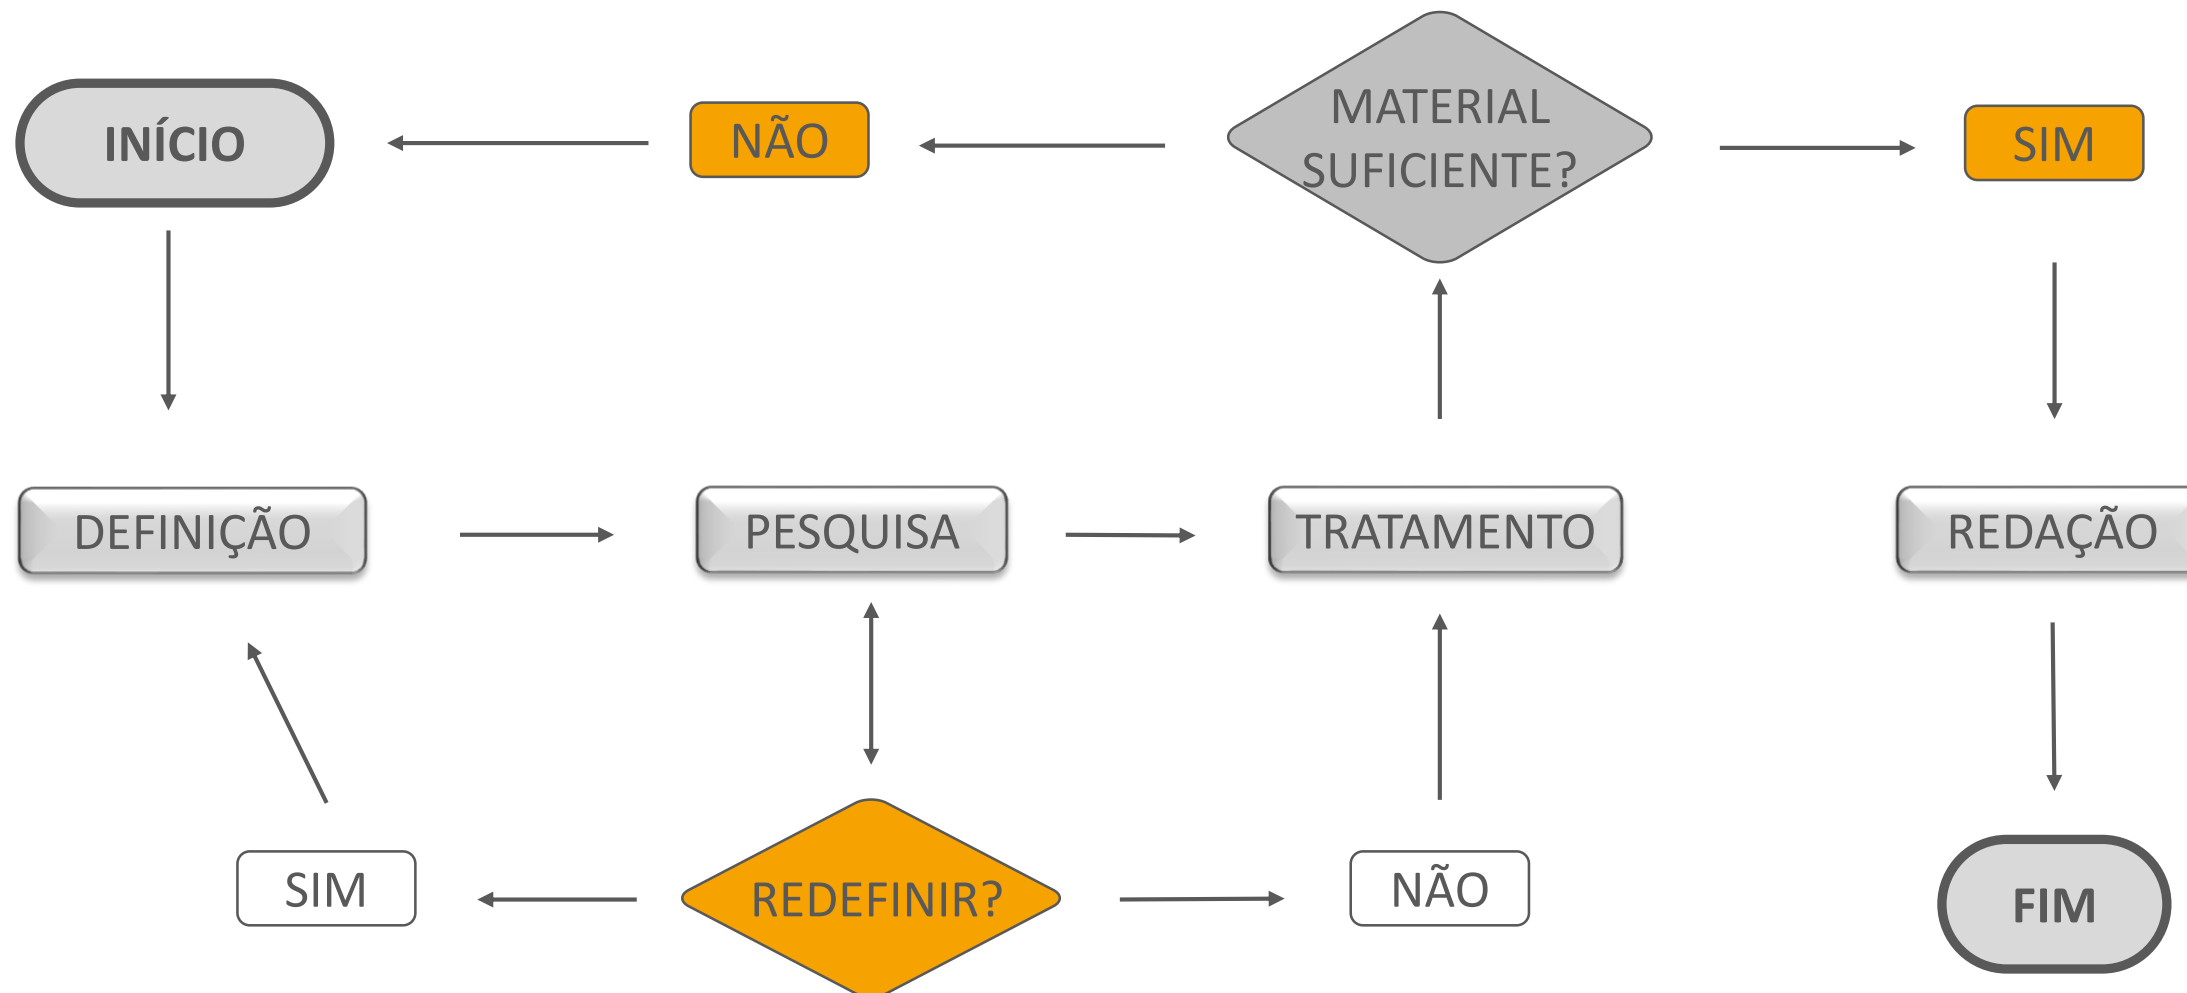 INÍCIO
NÃO
MATERIAL
SUFICIENTE?
SIM
DEFINIÇÃO
PESQUISA
TRATAMENTO
REDAÇÃO
SIM
REDEFINIR?
NÃO
FIM